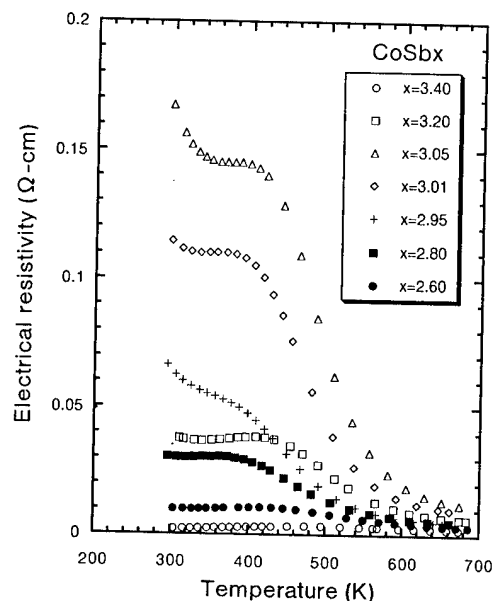 0.2
0.15
0.1
0.05
0
Electrical resistivity (Ω-cm)
CoSbx
x=3.40
x=3.20
x=3.05
x=3.01
x=2.95
x=2.80
x=2.60
200
300
400
500
600
700
Temperature (K)